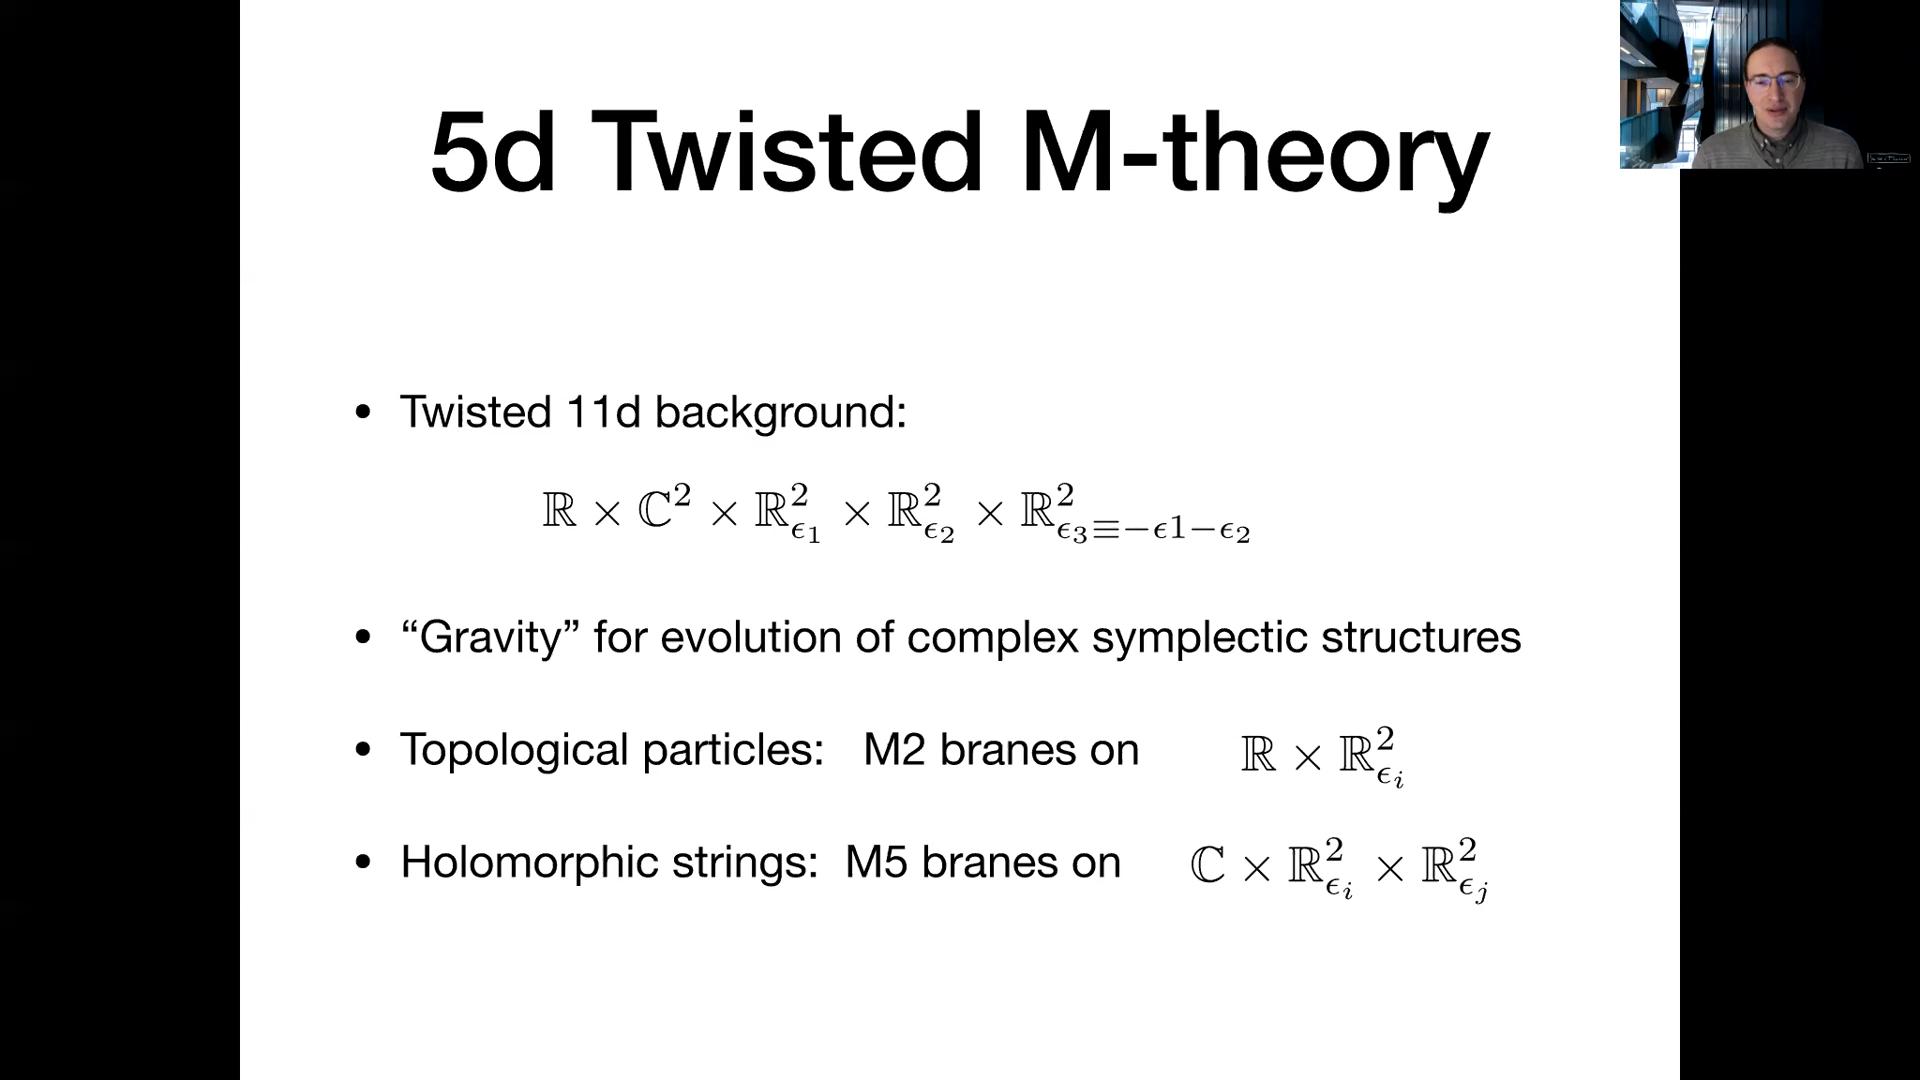 5d Twisted M-theory
• Twisted 11d background:
ℝ × ℂ² × ℝ²_{ϵ₁} × ℝ²_{ϵ₂} × ℝ²_{ϵ₃≡−ϵ1−ϵ₂}
• “Gravity” for evolution of complex symplectic structures
• Topological particles: M2 branes on ℝ × ℝ²_{ϵᵢ}
• Holomorphic strings: M5 branes on ℂ × ℝ²_{ϵᵢ} × ℝ²_{ϵⱼ}